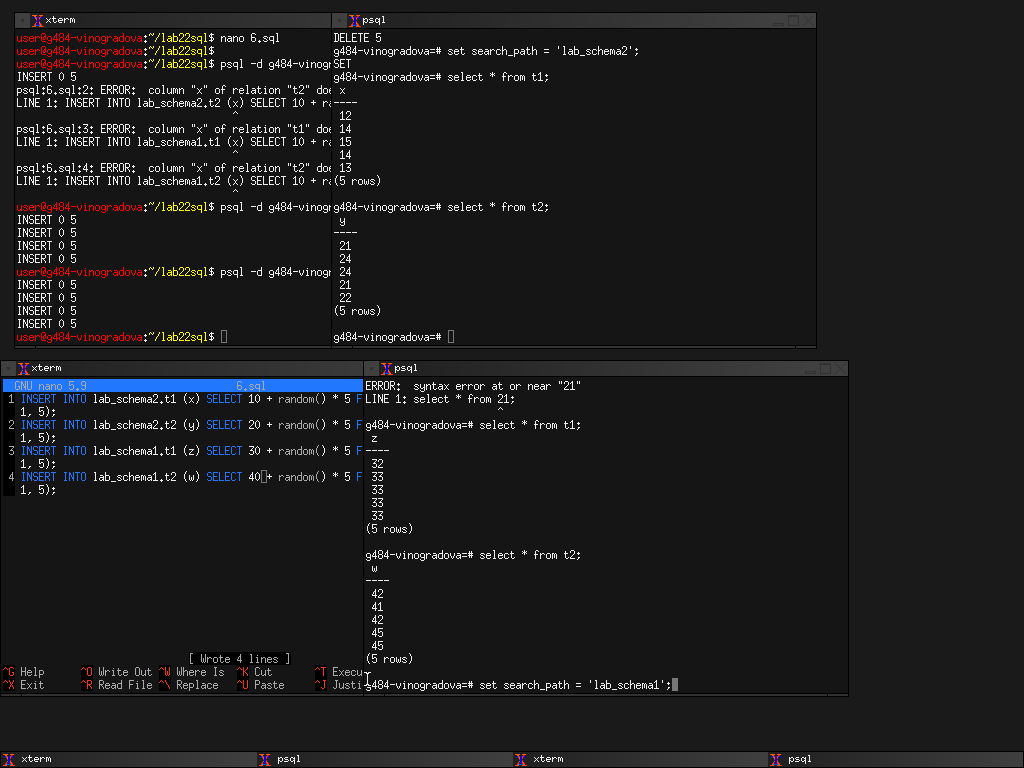 xterm
user@g484-vinogradova:~/lab22sql$ nano 6.sql
user@g484-vinogradova:~/lab22sql$
user@g484-vinogradova:~/lab22sql$ psql -d g484-vinogr
INSERT 0 5
psql:6.sql:2: ERROR:  column "x" of relation "t2" doe
LINE 1: INSERT INTO lab_schema2.t2 (x) SELECT 10 + ra
^
psql:6.sql:3: ERROR:  column "x" of relation "t1" doe
LINE 1: INSERT INTO lab_schema1.t1 (x) SELECT 10 + ra
^
psql:6.sql:4: ERROR:  column "x" of relation "t2" doe
LINE 1: INSERT INTO lab_schema1.t2 (x) SELECT 10 + ra
^
user@g484-vinogradova:~/lab22sql$ psql -d g484-vinogr
INSERT 0 5
INSERT 0 5
INSERT 0 5
INSERT 0 5
user@g484-vinogradova:~/lab22sql$ psql -d g484-vinogr
INSERT 0 5
INSERT 0 5
INSERT 0 5
INSERT 0 5
user@g484-vinogradova:~/lab22sql$
psql
DELETE 5
g484-vinogradova=# set search_path = 'lab_schema2';
SET
g484-vinogradova=# select * from t1;
x
----
12
14
15
14
13
(5 rows)
g484-vinogradova=# select * from t2;
y
----
21
24
24
21
22
(5 rows)
g484-vinogradova=#
xterm
GNU nano 5.9 6.sql
1 INSERT INTO lab_schema2.t1 (x) SELECT 10 + random() * 5 F
1, 5);
2 INSERT INTO lab_schema2.t2 (y) SELECT 20 + random() * 5 F
1, 5);
3 INSERT INTO lab_schema1.t1 (z) SELECT 30 + random() * 5 F
1, 5);
4 INSERT INTO lab_schema1.t2 (w) SELECT 40 + random() * 5 F
1, 5);
[ Wrote 4 lines ]
^G Help ^O Write Out ^W Where Is ^K Cut ^T Execu
^X Exit ^R Read File ^\ Replace ^U Paste ^J Justi
psql
ERROR:  syntax error at or near "21"
LINE 1: select * from 21;
^
g484-vinogradova=# select * from t1;
z
----
32
33
33
33
33
(5 rows)
g484-vinogradova=# select * from t2;
w
----
42
41
42
45
45
(5 rows)
g484-vinogradova=# set search_path = 'lab_schema1';
xterm psql xterm psql